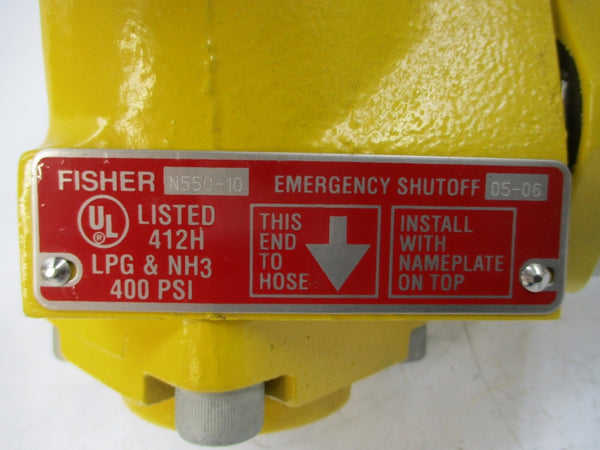 FISHER N550-10 EMERGENCY SHUTOFF 05-06
UL
LISTED
412H
LPG & NH3
400 PSI
THIS
END
TO
HOSE
INSTALL
WITH
NAMEPLATE
ON TOP